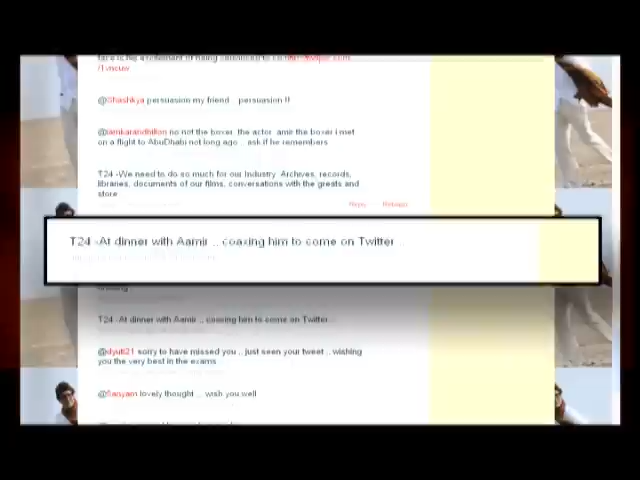 @Shashkya persuasion my friend .. persuasion !!
@iamkarandhillon no not the boxer, the actor. amir the boxer i met
on a flight to AbuDhabi not long ago .. ask if he remembers
T24 -We need to do so much for our Industry. Archives, records,
libraries, documents of our films, conversations with the greats and
store
T24 -At dinner with Aamir .. coaxing him to come on Twitter ..
T24 -At dinner with Aamir .. coaxing him to come on Twitter..
@dyuti21 sorry to have missed you .. just seen your tweet .. wishing
you the very best in the exams
@Sanyam lovely thought .. wish you well